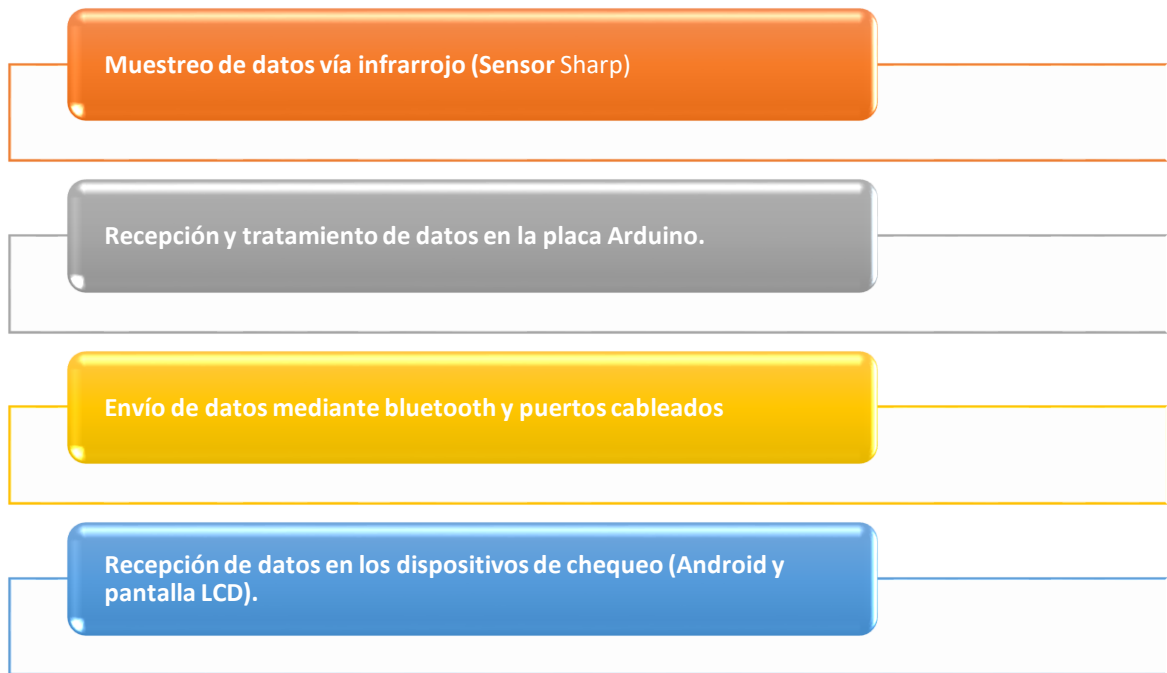 Muestreo de datos vía infrarrojo (Sensor Sharp)
Recepción y tratamiento de datos en la placa Arduino.
Envío de datos mediante bluetooth y puertos cableados
Recepción de datos en los dispositivos de chequeo (Android y
pantalla LCD).